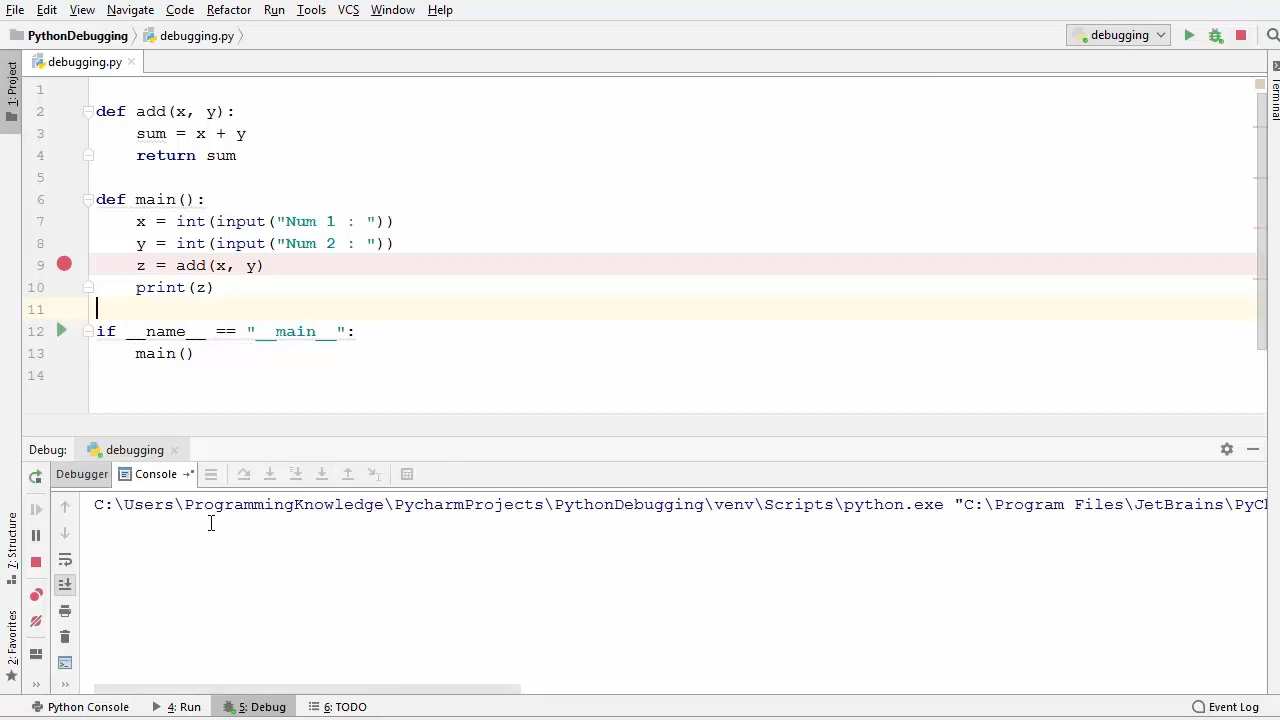 File Edit View Navigate Code Refactor Run Tools VCS Window Help
PythonDebugging debugging.py debugging
debugging.py
1: Project
Terminal
1
2 def add(x, y):
3 sum = x + y
4 return sum
5
6 def main():
7 x = int(input("Num 1 : "))
8 y = int(input("Num 2 : "))
9 z = add(x, y)
10 print(z)
11
12 if __name__ == "__main__":
13 main()
14
Debug: debugging
Debugger Console
C:\Users\ProgrammingKnowledge\PycharmProjects\PythonDebugging\venv\Scripts\python.exe "C:\Program Files\JetBrains\PyCh
7: Structure
2: Favorites
Python Console 4: Run 5: Debug 6: TODO Event Log